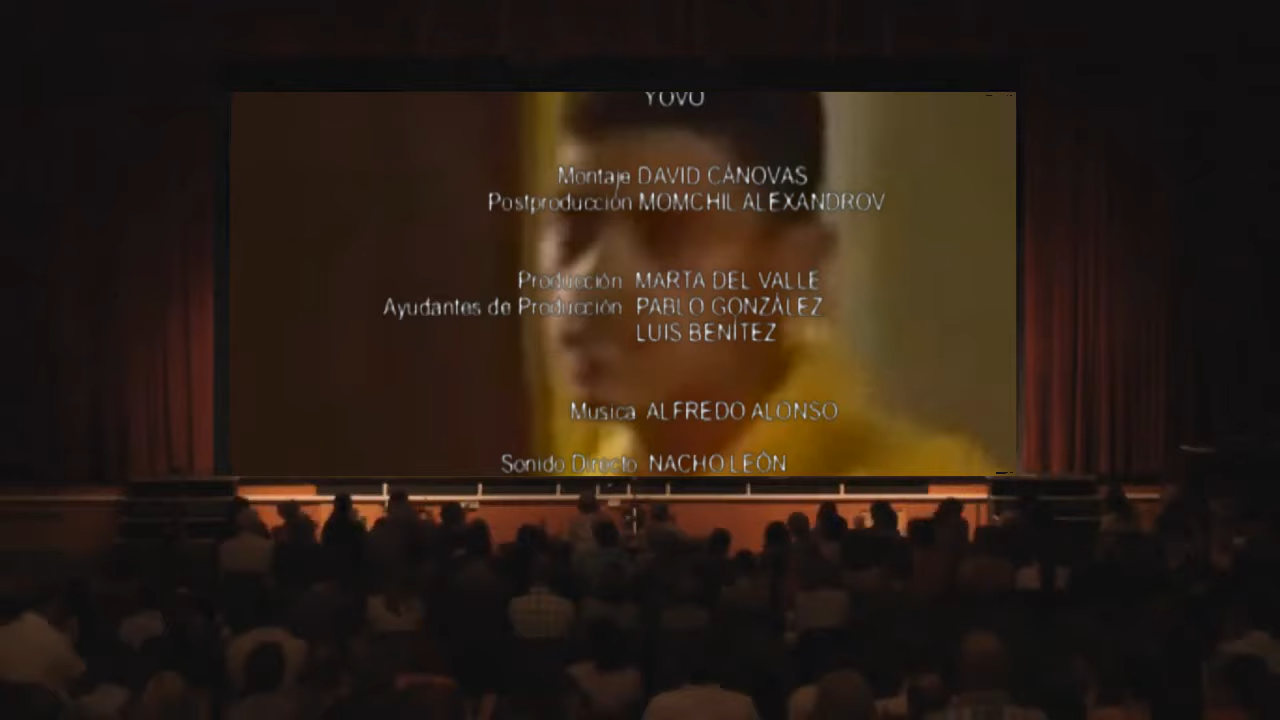 YOVO
Montaje DAVID CÁNOVAS
Postproducción MOMCHIL ALEXANDROV
Producción MARTA DEL VALLE
Ayudantes de Producción PABLO GONZÁLEZ
LUIS BENÍTEZ
Musica ALFREDO ALONSO
Sonido Directo NACHO LEÓN